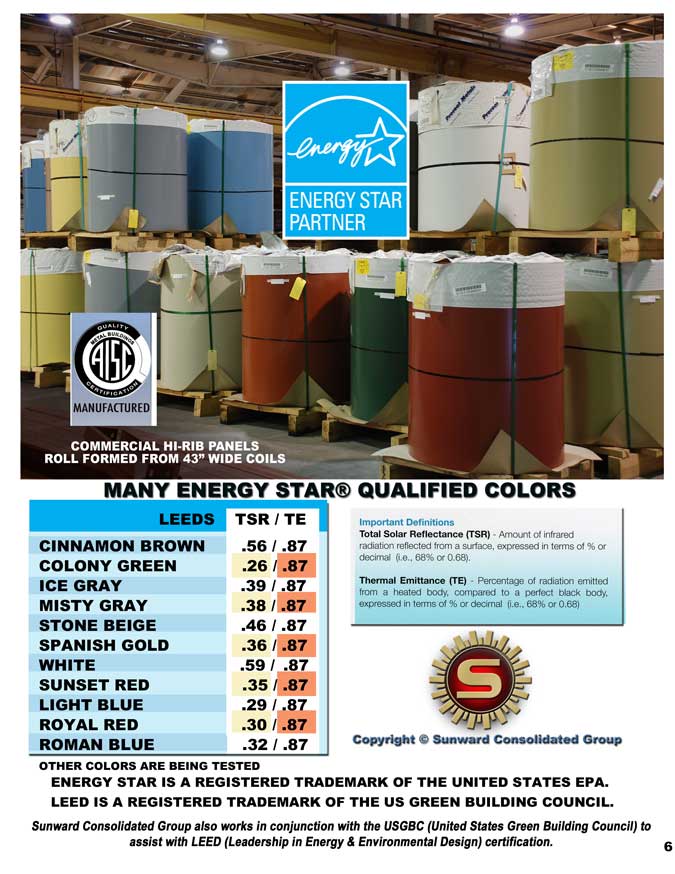 energy
ENERGY STAR
PARTNER
QUALITY
METAL BUILDINGS
AISC
CERTIFICATION
MANUFACTURED
COMMERCIAL HI-RIB PANELS
ROLL FORMED FROM 43” WIDE COILS
MANY ENERGY STAR® QUALIFIED COLORS
LEEDS TSR / TE
CINNAMON BROWN .56 / .87
COLONY GREEN .26 / .87
ICE GRAY .39 / .87
MISTY GRAY .38 / .87
STONE BEIGE .46 / .87
SPANISH GOLD .36 / .87
WHITE .59 / .87
SUNSET RED .35 / .87
LIGHT BLUE .29 / .87
ROYAL RED .30 / .87
ROMAN BLUE .32 / .87
OTHER COLORS ARE BEING TESTED
Important Definitions
Total Solar Reflectance (TSR) - Amount of infrared
radiation reflected from a surface, expressed in terms of % or
decimal (i.e., 68% or 0.68).
Thermal Emittance (TE) - Percentage of radiation emitted
from a heated body, compared to a perfect black body,
expressed in terms of % or decimal (i.e., 68% or 0.68)
S
Copyright © Sunward Consolidated Group
ENERGY STAR IS A REGISTERED TRADEMARK OF THE UNITED STATES EPA.
LEED IS A REGISTERED TRADEMARK OF THE US GREEN BUILDING COUNCIL.
Sunward Consolidated Group also works in conjunction with the USGBC (United States Green Building Council) to
assist with LEED (Leadership in Energy & Environmental Design) certification.
6